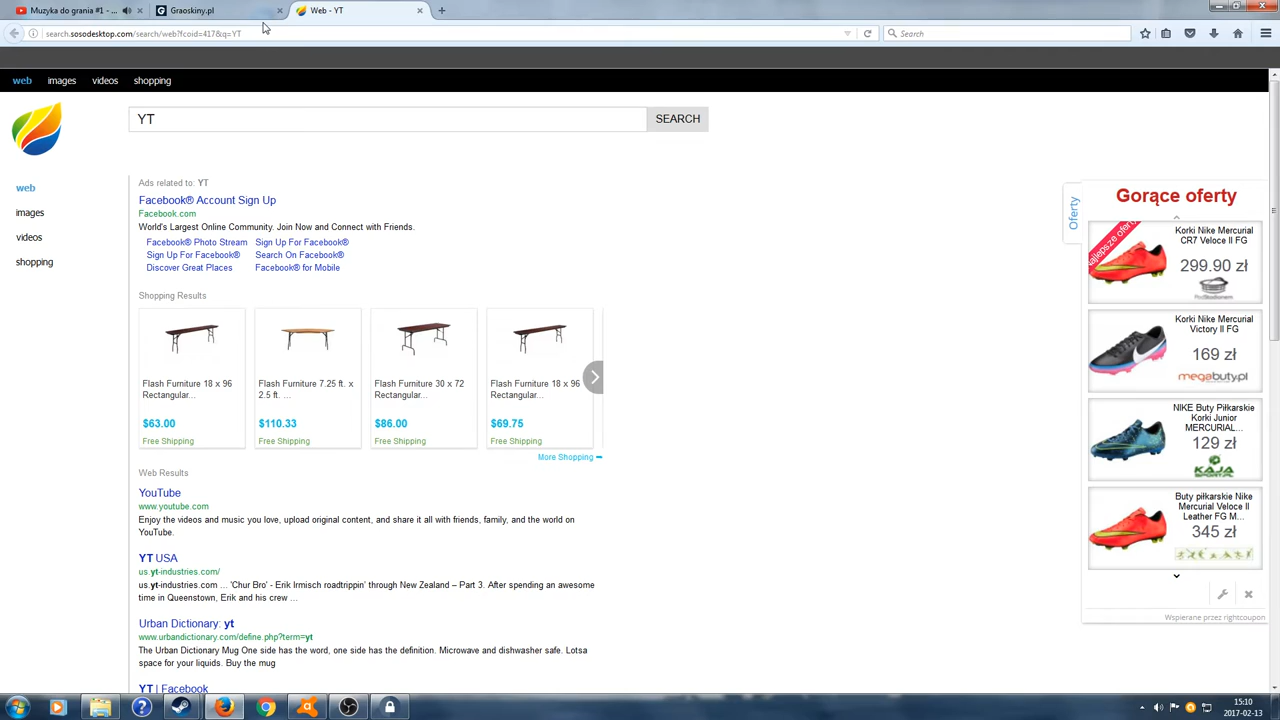 Muzyka do grania #1 - ...
Graoskiny.pl
Web - YT
search.sosodesktop.com/search/web?fcoid=417&q=YT
Search
web
images
videos
shopping
YT
SEARCH
web
images
videos
shopping
Ads related to: YT
Facebook® Account Sign Up
Facebook.com
World's Largest Online Community. Join Now and Connect with Friends.
Facebook® Photo Stream Sign Up For Facebook®
Sign Up For Facebook® Search On Facebook®
Discover Great Places Facebook® for Mobile
Shopping Results
Flash Furniture 18 x 96
Rectangular...
$63.00
Free Shipping
Flash Furniture 7.25 ft. x
2.5 ft. ...
$110.33
Free Shipping
Flash Furniture 30 x 72
Rectangular...
$86.00
Free Shipping
Flash Furniture 18 x 96
Rectangular...
$69.75
Free Shipping
More Shopping
Web Results
YouTube
www.youtube.com
Enjoy the videos and music you love, upload original content, and share it all with friends, family, and the world on
YouTube.
YT USA
us.yt-industries.com/
us.yt-industries.com ... 'Chur Bro' - Erik Irmisch roadtrippin' through New Zealand – Part 3. After spending an awesome
time in Queenstown, Erik and his crew ...
Urban Dictionary: yt
www.urbandictionary.com/define.php?term=yt
The Urban Dictionary Mug One side has the word, one side has the definition. Microwave and dishwasher safe. Lotsa
space for your liquids. Buy the mug
YT | Facebook
Oferty
Gorące oferty
Najlepsze oferty
Korki Nike Mercurial
CR7 Veloce II FG
299.90 zł
Korki Nike Mercurial
Victory II FG
169 zł
megabuty.pl
NIKE Buty Piłkarskie
Korki Junior
MERCURIAL...
129 zł
KAJA
Buty piłkarskie Nike
Mercurial Veloce II
Leather FG M...
345 zł
Wspierane przez rightcoupon
15:10
2017-02-13